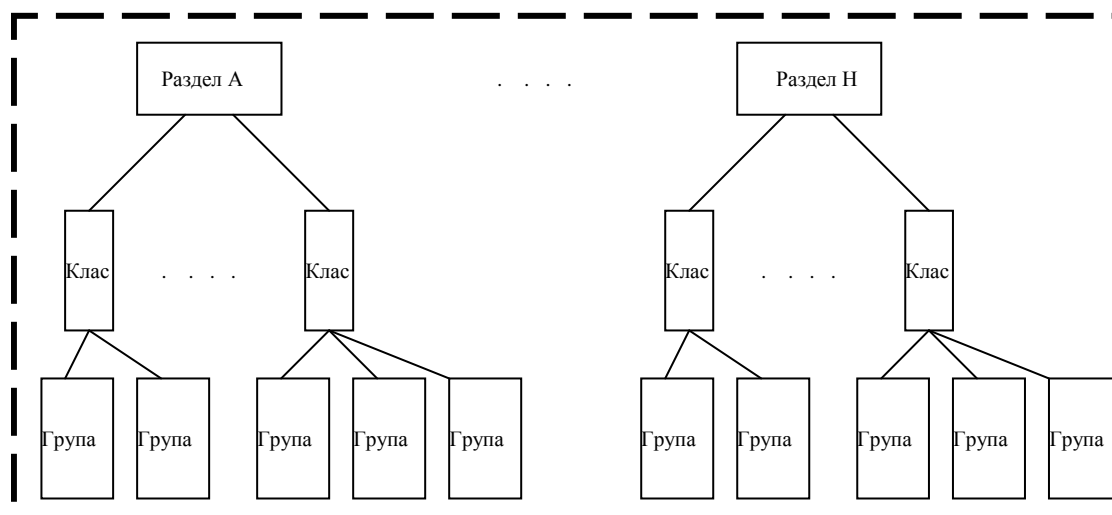 Раздел А . . . . Раздел Н
Клас . . . . Клас Клас . . . . Клас
Група Група Група Група Група Група Група Група Група Група